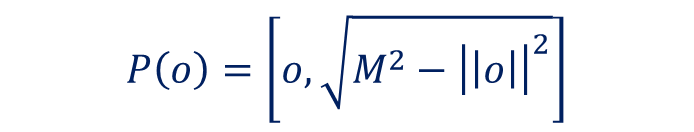 P(o) = [o, √(M² − ||o||²)]